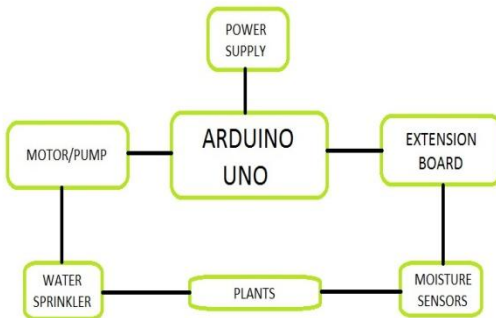 POWER
SUPPLY
MOTOR/PUMP
ARDUINO
UNO
EXTENSION
BOARD
WATER
SPRINKLER
PLANTS
MOISTURE
SENSORS